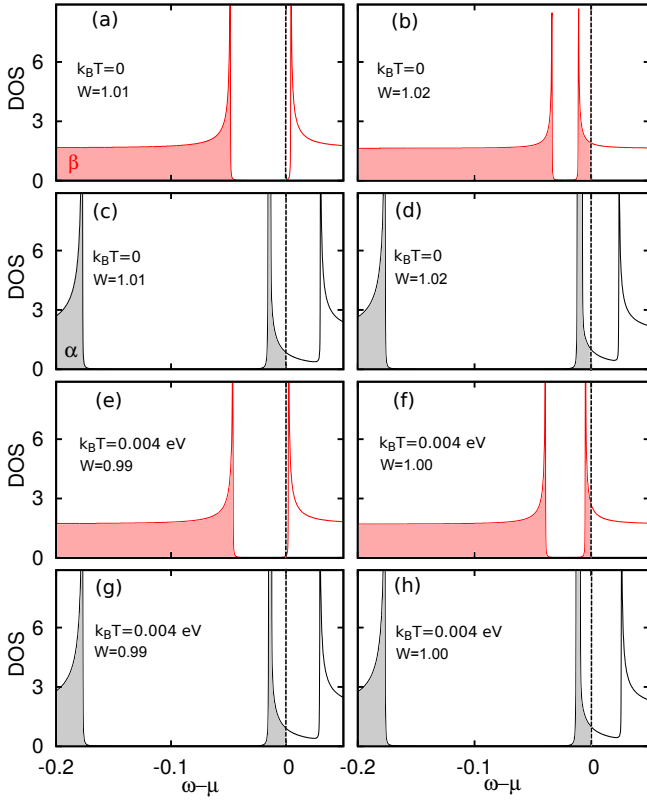 (a)
k_BT=0
W=1.01
β
DOS
6
3
0
(b)
k_BT=0
W=1.02
(c)
k_BT=0
W=1.01
α
DOS
6
3
0
(d)
k_BT=0
W=1.02
(e)
k_BT=0.004 eV
W=0.99
DOS
6
3
0
(f)
k_BT=0.004 eV
W=1.00
(g)
k_BT=0.004 eV
W=0.99
DOS
6
3
0
(h)
k_BT=0.004 eV
W=1.00
-0.2
-0.1
0
-0.2
-0.1
0
ω−μ
ω−μ